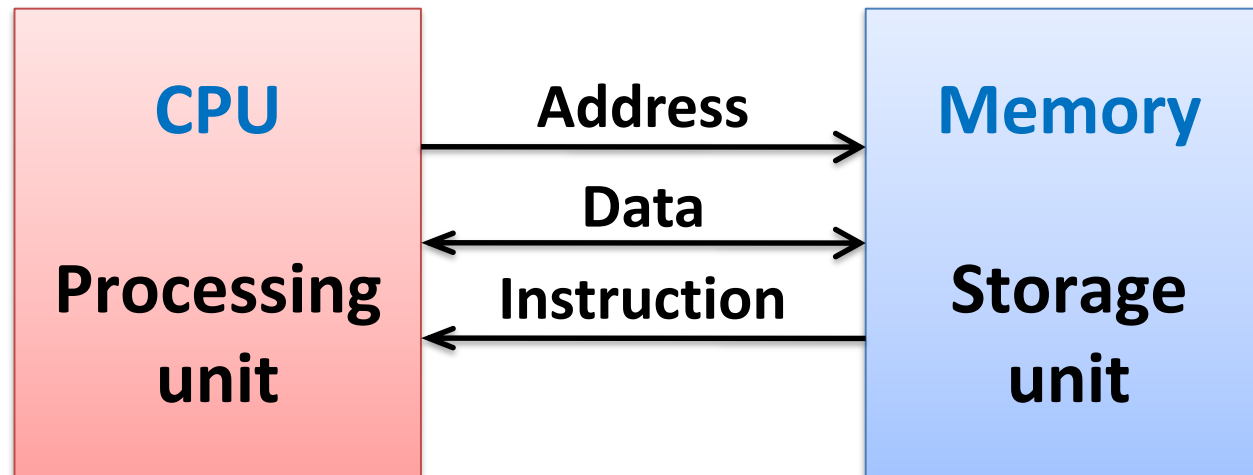 CPU
Processing
unit
Address
Data
Instruction
Memory
Storage
unit